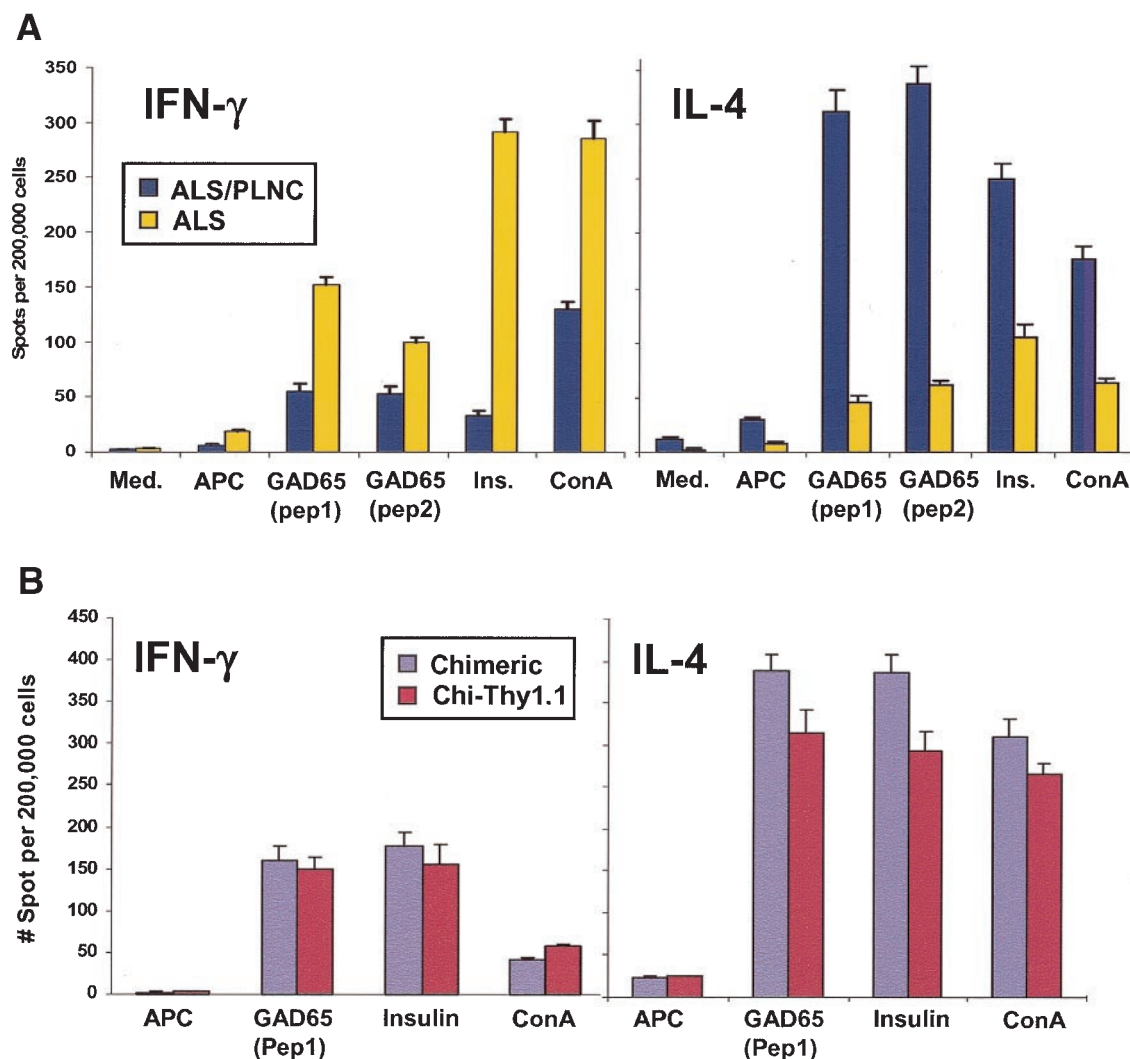 A
IFN-γ
IL-4
Spots per 200,000 cells
350
300
250
200
150
100
50
0
ALS/PLNC
ALS
Med. APC GAD65 (pep1) GAD65 (pep2) Ins. ConA
Med. APC GAD65 (pep1) GAD65 (pep2) Ins. ConA
B
IFN-γ
IL-4
# Spot per 200,000 cells
450
400
350
300
250
200
150
100
50
0
Chimeric
Chi-Thy1.1
APC GAD65 (Pep1) Insulin ConA
APC GAD65 (Pep1) Insulin ConA